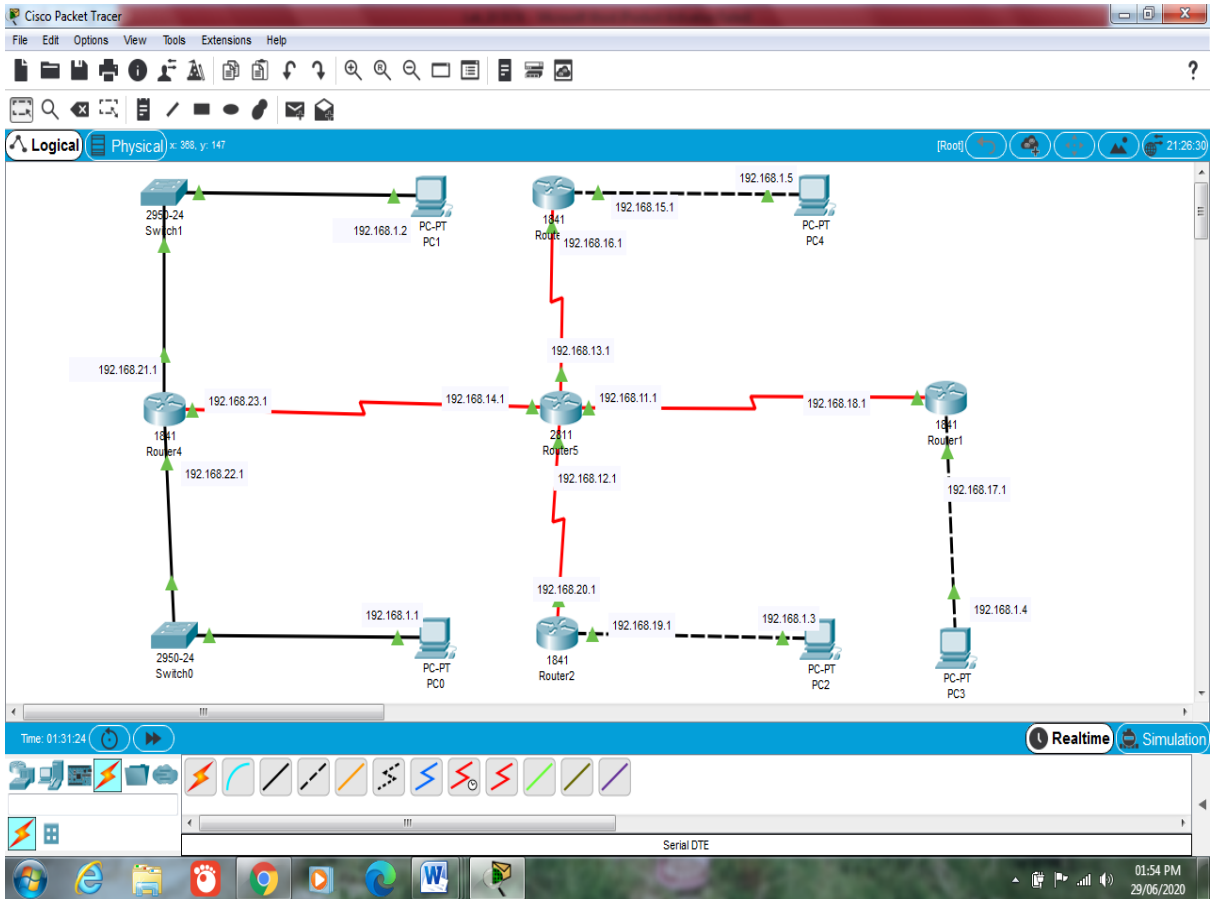 Cisco Packet Tracer
File Edit Options View Tools Extensions Help
?
Logical Physical x: 368, y: 147 [Root] 21:26:30
192.168.1.5
192.168.15.1
2950-24
Switch1
192.168.1.2
PC-PT
PC1
1841
192.168.16.1
PC-PT
PC4
192.168.13.1
192.168.21.1
192.168.23.1
192.168.14.1
192.168.11.1
192.168.18.1
1841
Router4
2811
Router5
1841
Router1
192.168.22.1
192.168.12.1
192.168.17.1
192.168.20.1
192.168.1.1
192.168.19.1
192.168.1.3
192.168.1.4
2950-24
Switch0
PC-PT
PC0
1841
Router2
PC-PT
PC2
PC-PT
PC3
Time: 01:31:24 Realtime Simulation
Serial DTE
01:54 PM
29/06/2020